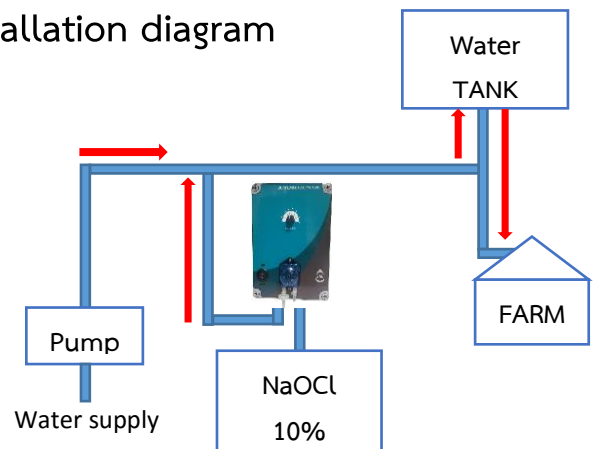 allation diagram
Water
TANK
FARM
Pump
Water supply
NaOCl
10%